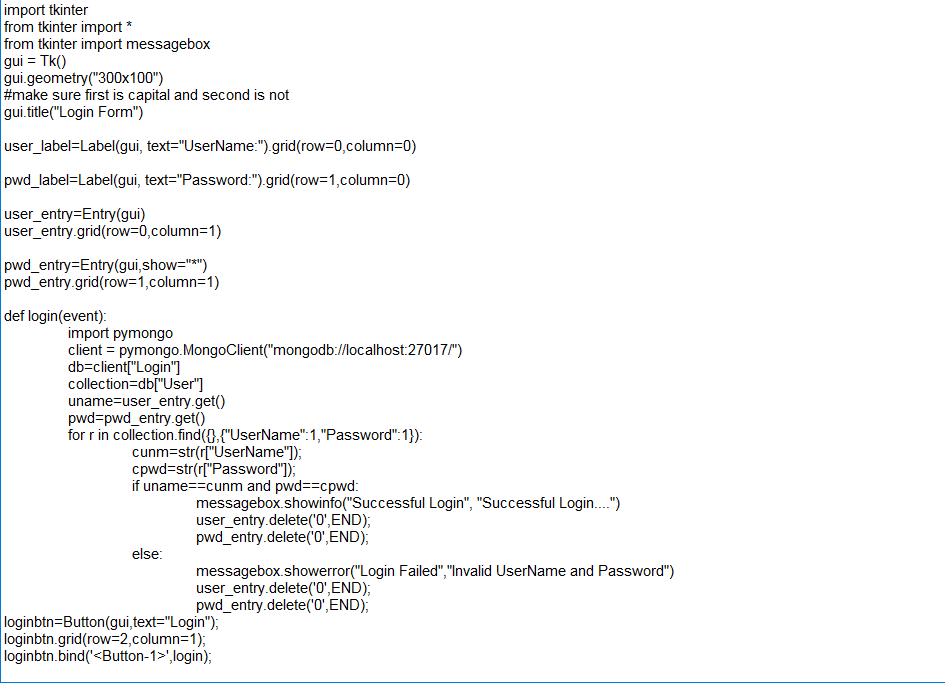 import tkinter
from tkinter import *
from tkinter import messagebox
gui = Tk()
gui.geometry("300x100")
#make sure first is capital and second is not
gui.title("Login Form")
user_label=Label(gui, text="UserName:").grid(row=0,column=0)
pwd_label=Label(gui, text="Password:").grid(row=1,column=0)
user_entry=Entry(gui)
user_entry.grid(row=0,column=1)
pwd_entry=Entry(gui,show="*")
pwd_entry.grid(row=1,column=1)
def login(event):
import pymongo
client = pymongo.MongoClient("mongodb://localhost:27017/")
db=client["Login"]
collection=db["User"]
uname=user_entry.get()
pwd=pwd_entry.get()
for r in collection.find({},{"UserName":1,"Password":1}):
cunm=str(r["UserName"]);
cpwd=str(r["Password"]);
if uname==cunm and pwd==cpwd:
messagebox.showinfo("Successful Login", "Successful Login....")
user_entry.delete('0',END);
pwd_entry.delete('0',END);
else:
messagebox.showerror("Login Failed","Invalid UserName and Password")
user_entry.delete('0',END);
pwd_entry.delete('0',END);
loginbtn=Button(gui,text="Login");
loginbtn.grid(row=2,column=1);
loginbtn.bind('<Button-1>',login);